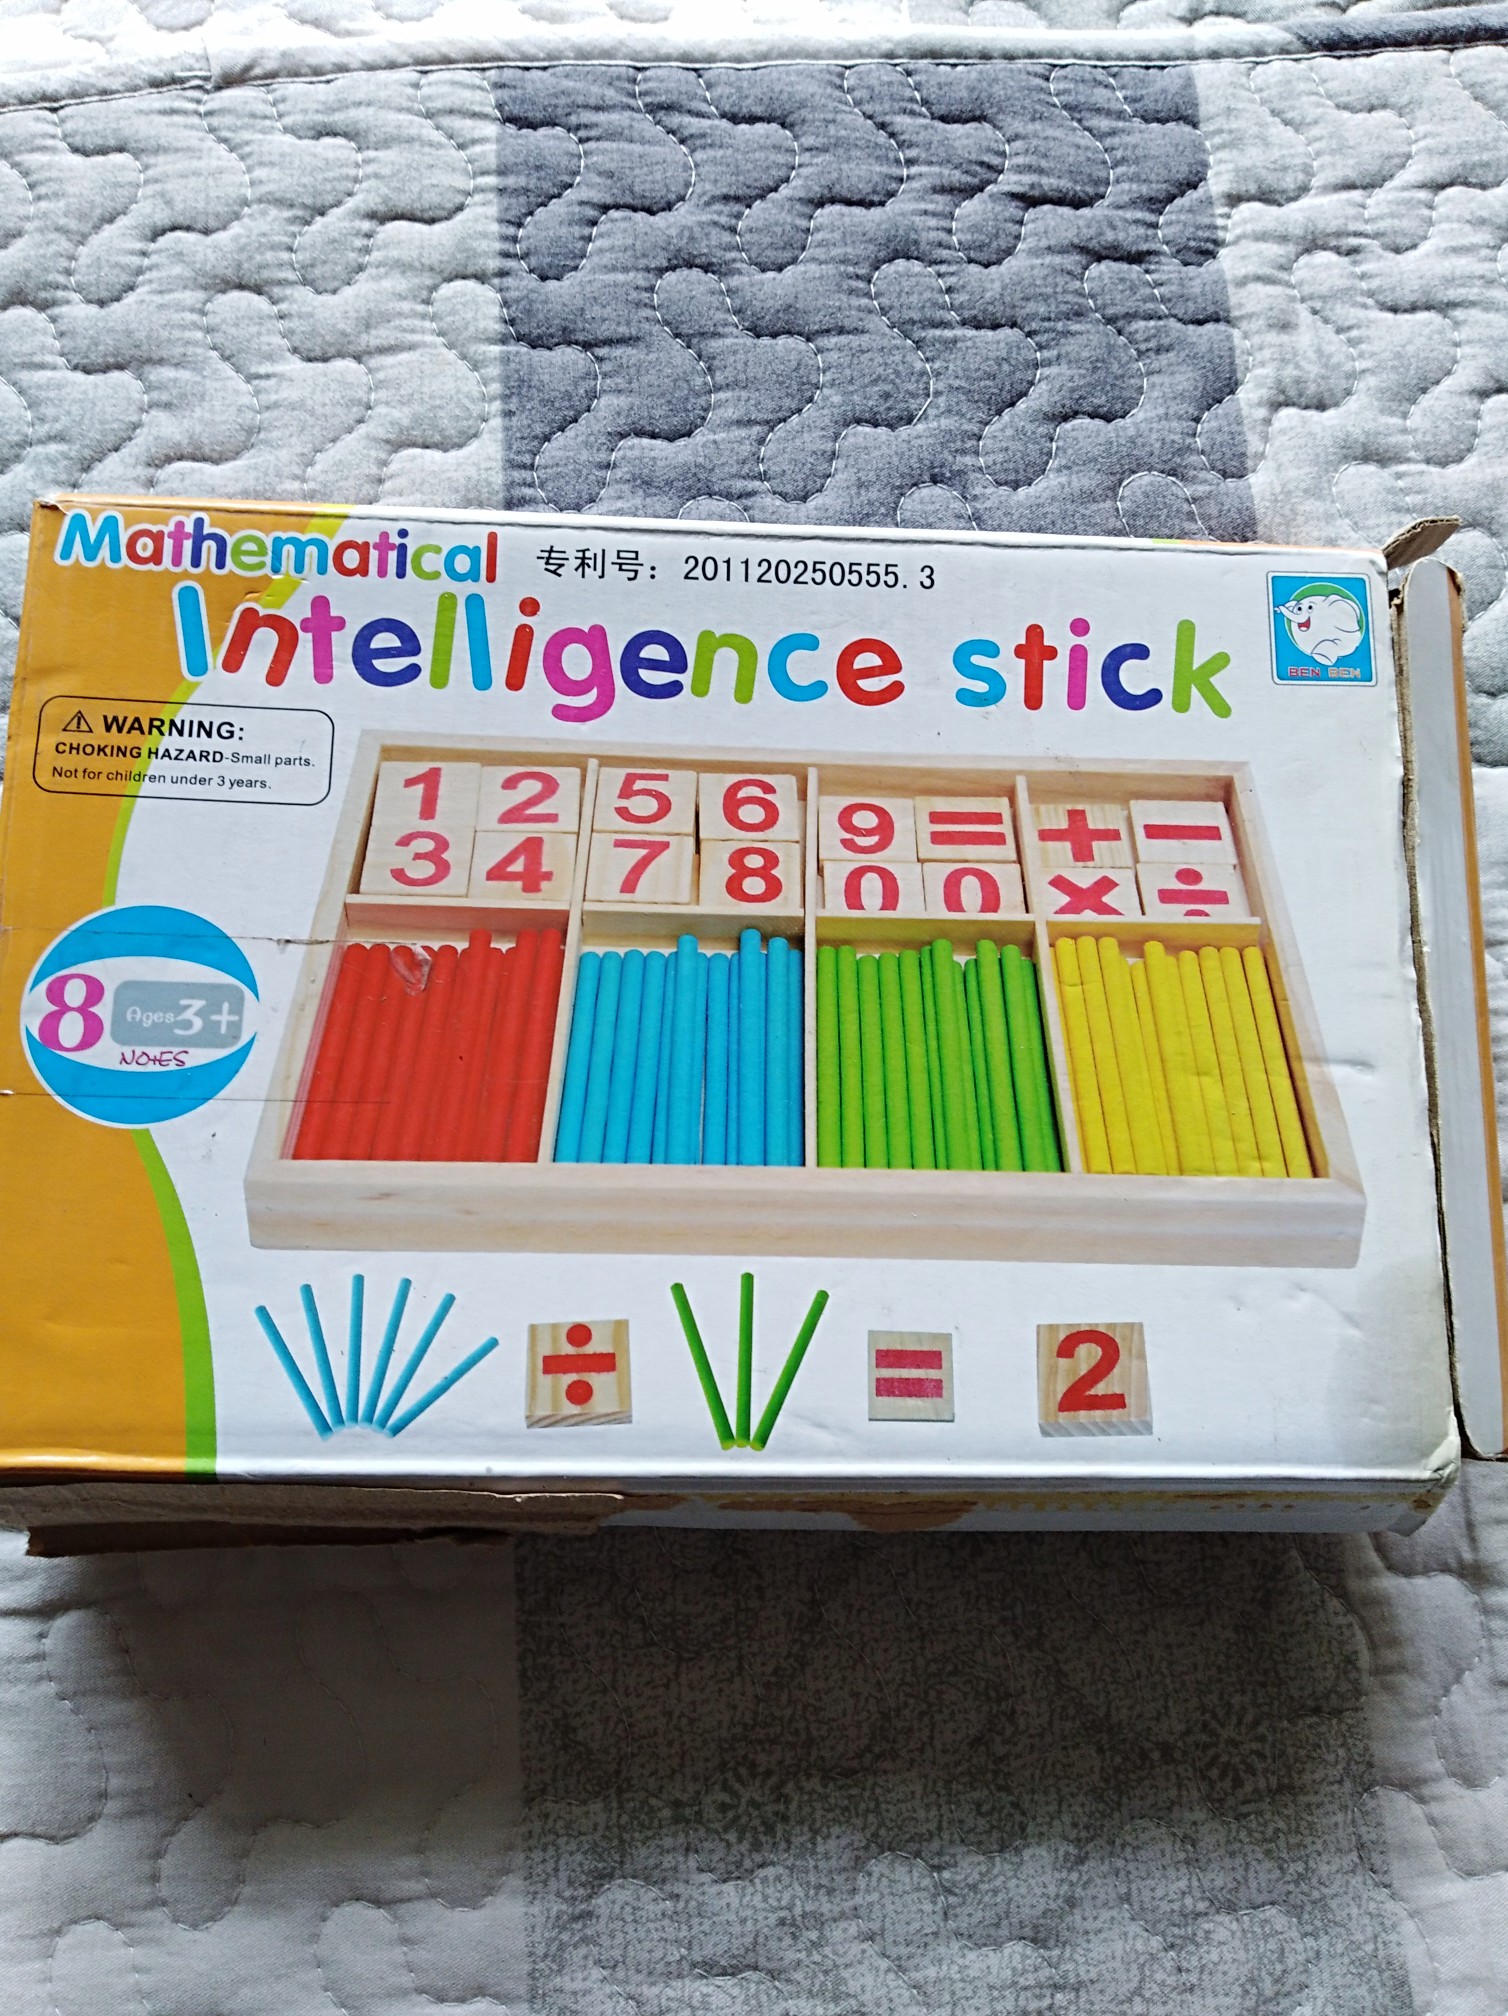 Mathematical 专利号: 201120250555.3
Intelligence stick
BEN BEN
⚠ WARNING:
CHOKING HAZARD-Small parts.
Not for children under 3 years.
1 2 5 6 9 = + −
3 4 7 8 0 0 × ÷
8 Ages 3+
NOTES
÷ = 2